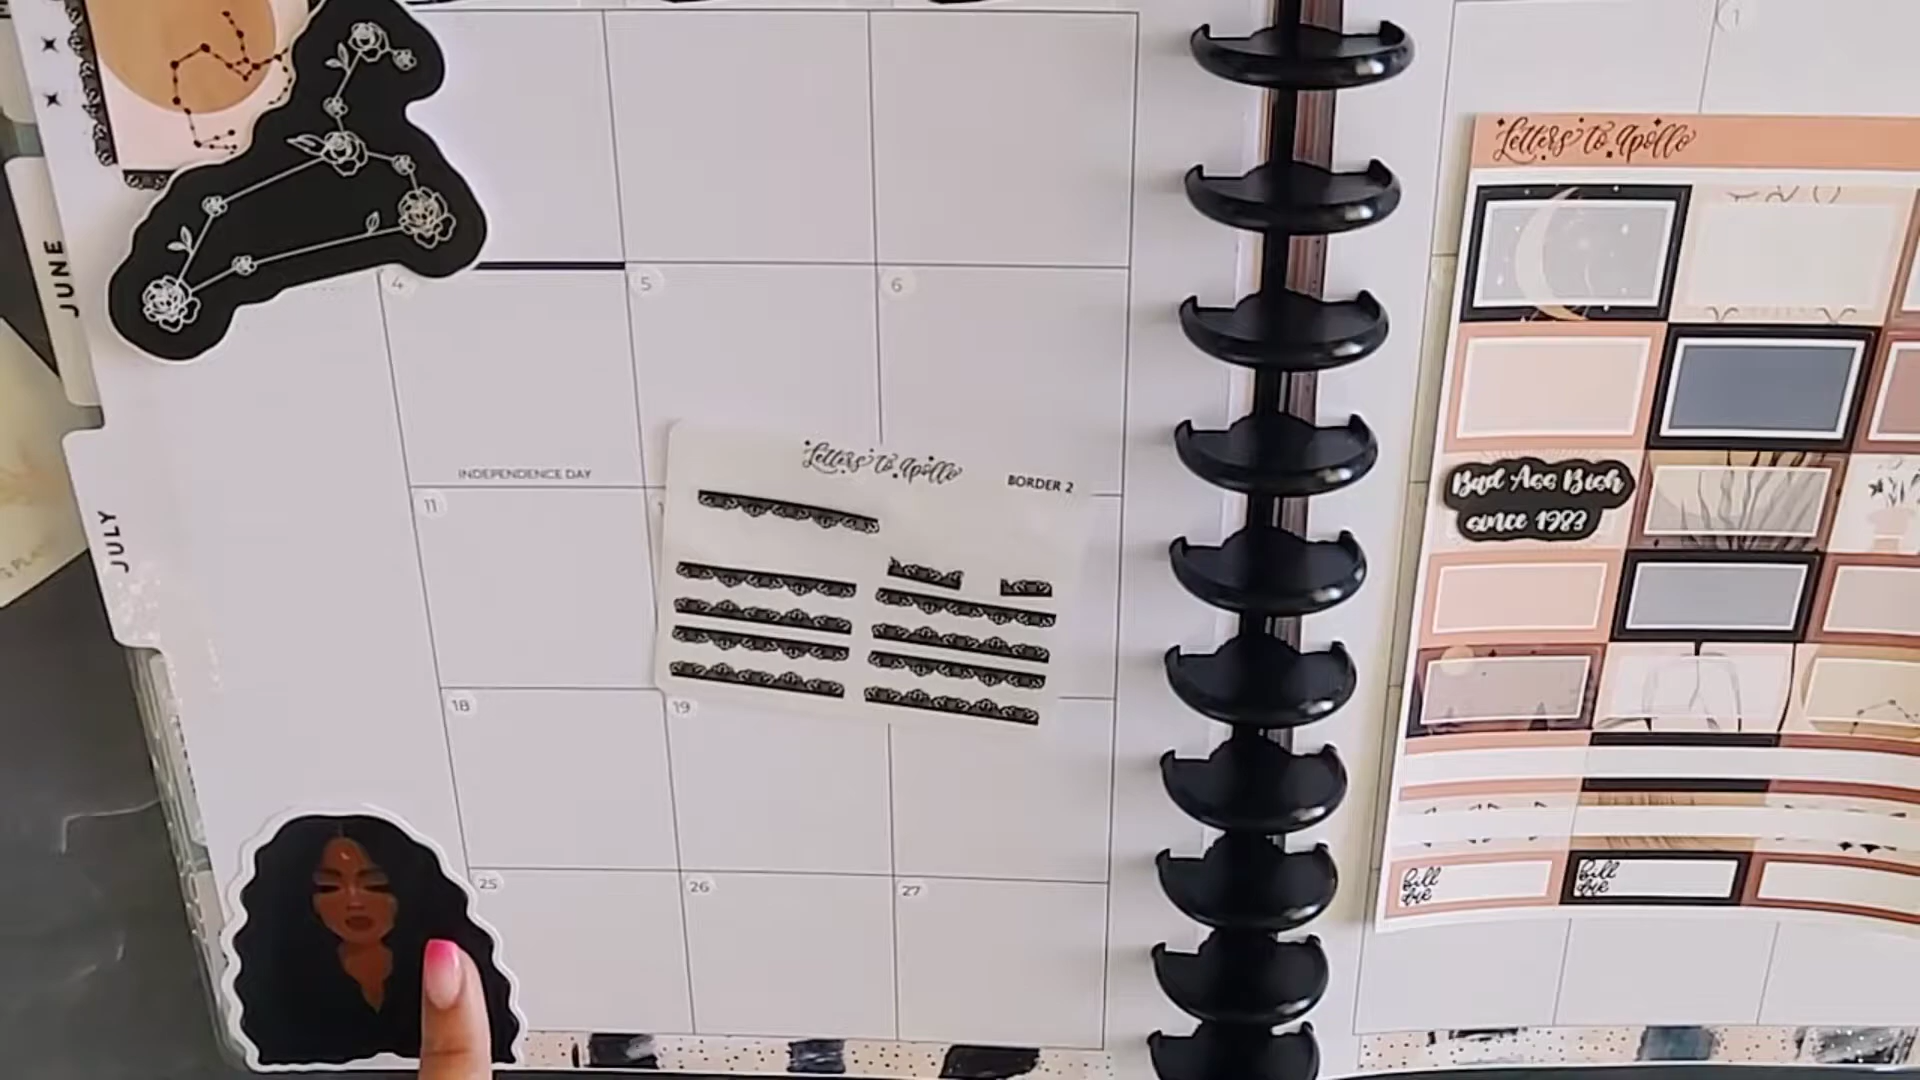 JUNE
JULY
4
5
6
INDEPENDENCE DAY
11
18
19
25
26
27
Letters to Apollo
BORDER 2
1
Letters to Apollo
Bad Ass Bish
since 1983
bill
due
bill
due